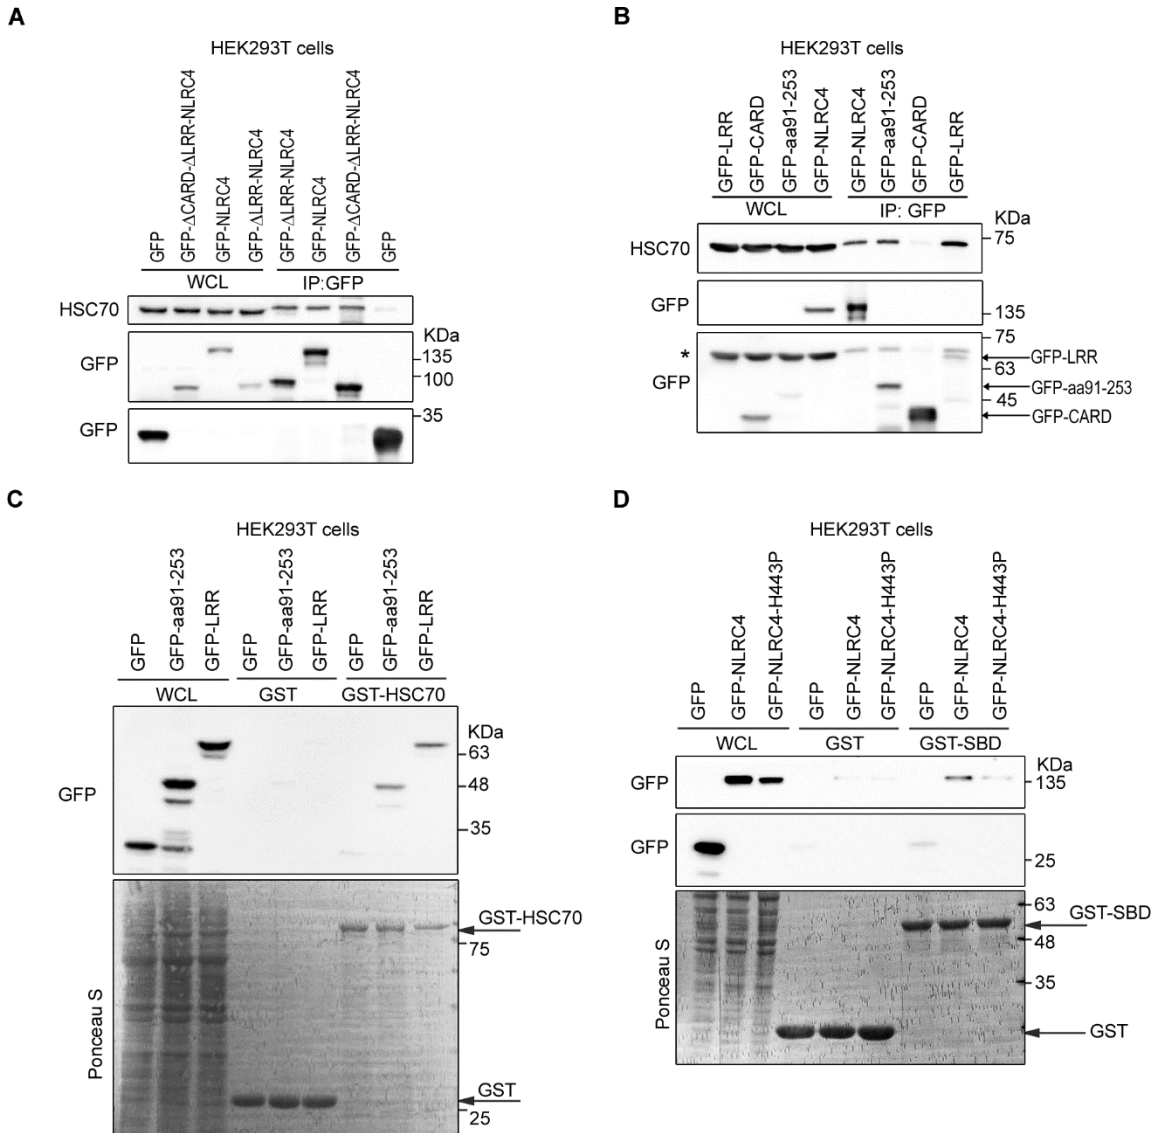 A
HEK293T cells
GFP
GFP-ΔCARD-ΔLRR-NLRC4
GFP-NLRC4
GFP-ΔLRR-NLRC4
GFP-ΔLRR-NLRC4
GFP-NLRC4
GFP-ΔCARD-ΔLRR-NLRC4
GFP
WCL IP:GFP
HSC70
KDa
GFP
135
100
35
GFP
B
HEK293T cells
GFP-LRR
GFP-CARD
GFP-aa91-253
GFP-NLRC4
GFP-NLRC4
GFP-aa91-253
GFP-CARD
GFP-LRR
WCL IP: GFP
KDa
HSC70
75
GFP
135
75
*
GFP-LRR
63
GFP
GFP-aa91-253
45
GFP-CARD
C
HEK293T cells
GFP
GFP-aa91-253
GFP-LRR
GFP
GFP-aa91-253
GFP-LRR
GFP
GFP-aa91-253
GFP-LRR
WCL GST GST-HSC70
KDa
63
48
GFP
35
GST-HSC70
75
Ponceau S
GST
25
D
HEK293T cells
GFP
GFP-NLRC4
GFP-NLRC4-H443P
GFP
GFP-NLRC4
GFP-NLRC4-H443P
GFP
GFP-NLRC4
GFP-NLRC4-H443P
WCL GST GST-SBD
KDa
GFP
135
GFP
25
63
GST-SBD
48
35
Ponceau S
GST